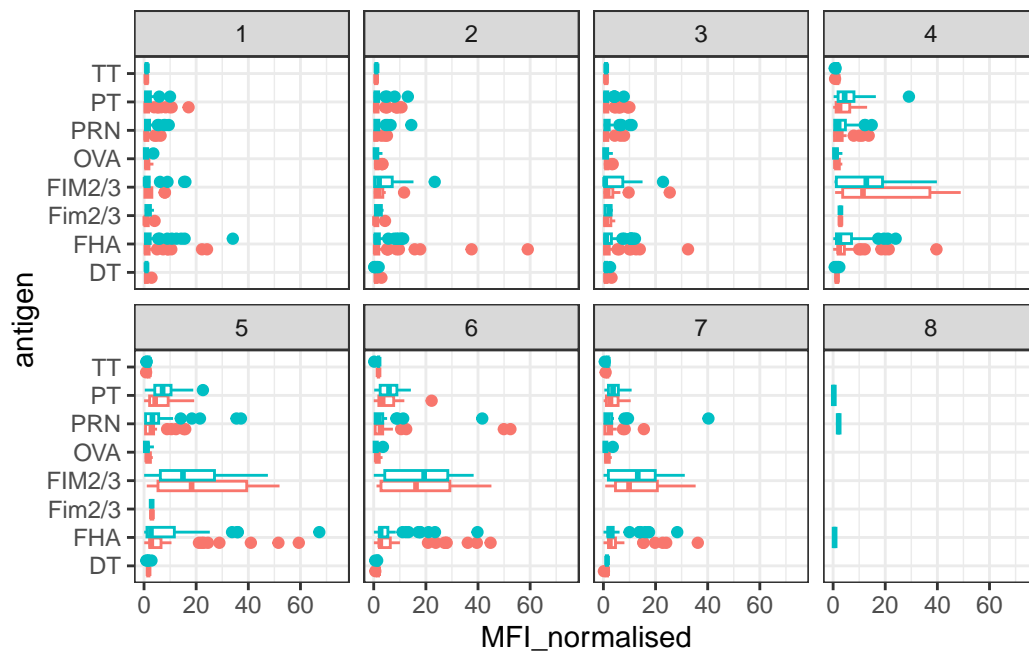 1 2 3 4
TT
PT
PRN
OVA
FIM2/3
Fim2/3
FHA
DT
antigen
5 6 7 8
TT
PT
PRN
OVA
FIM2/3
Fim2/3
FHA
DT
0 20 40 60 0 20 40 60 0 20 40 60 0 20 40 60
MFI_normalised